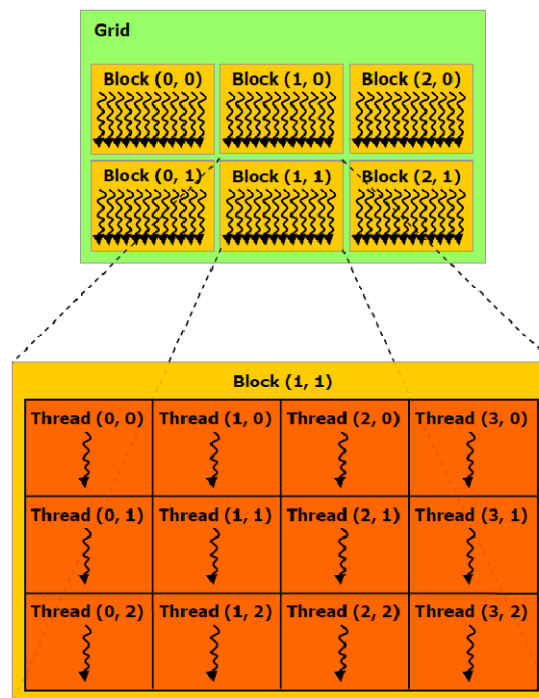 Grid
Block (0, 0) Block (1, 0) Block (2, 0)
Block (0, 1) Block (1, 1) Block (2, 1)
Block (1, 1)
Thread (0, 0) Thread (1, 0) Thread (2, 0) Thread (3, 0)
Thread (0, 1) Thread (1, 1) Thread (2, 1) Thread (3, 1)
Thread (0, 2) Thread (1, 2) Thread (2, 2) Thread (3, 2)